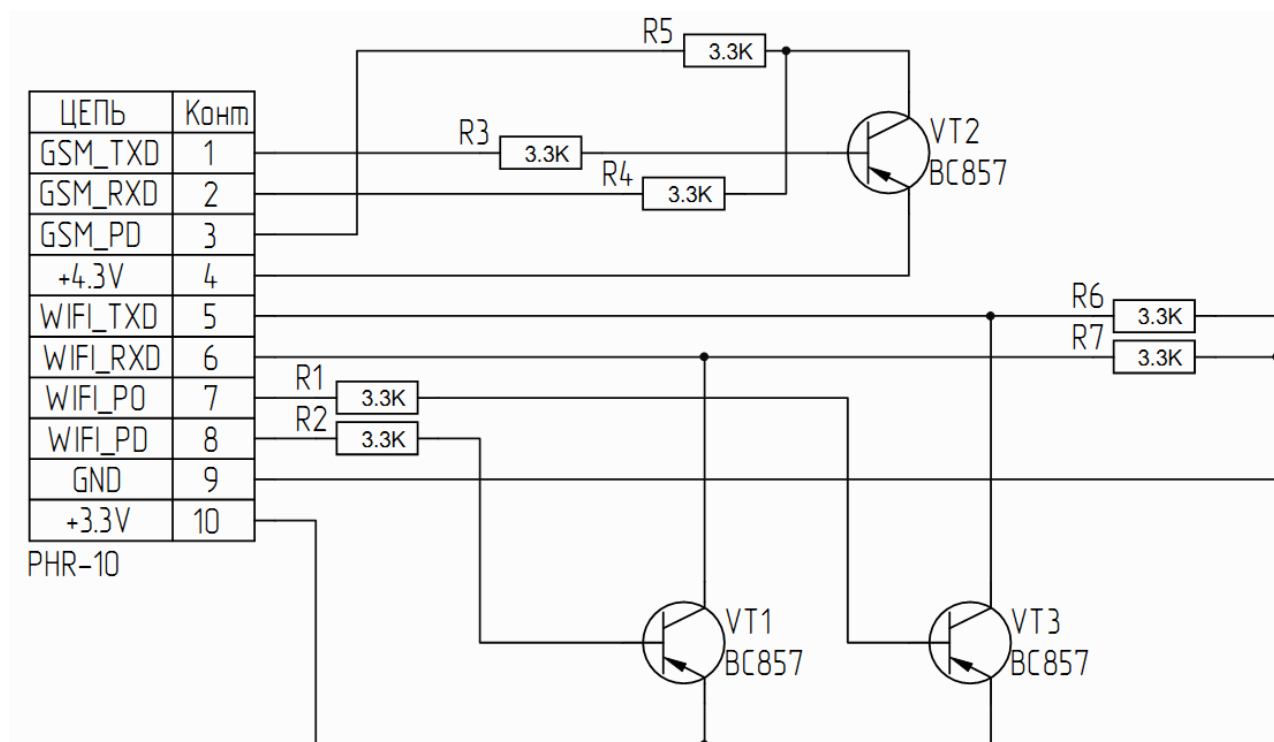 R5 3.3K
ЦЕПЬ Конт
GSM_TXD 1
R3 3.3K
VT2
BC857
GSM_RXD 2
R4 3.3K
GSM_PD 3
+4.3V 4
WIFI_TXD 5
R6 3.3K
WIFI_RXD 6
R7 3.3K
WIFI_PO 7
R1 3.3K
WIFI_PD 8
R2 3.3K
GND 9
+3.3V 10
PHR-10
VT1
BC857
VT3
BC857